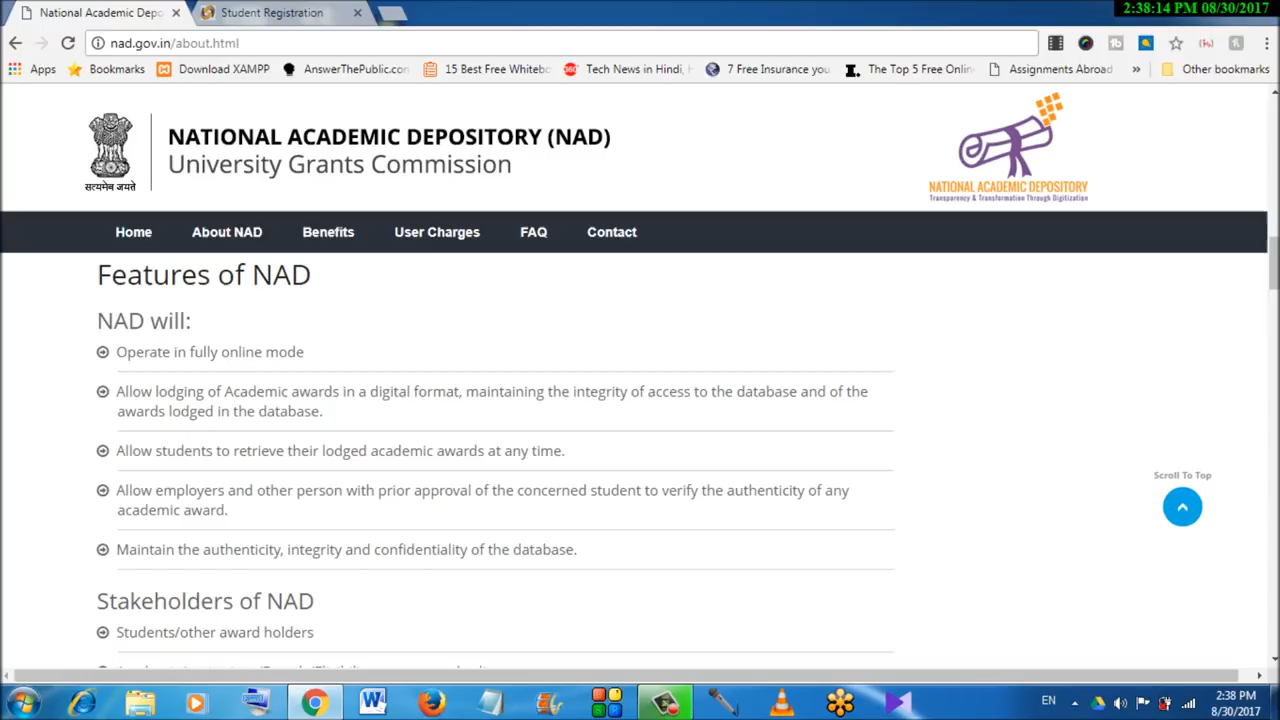 2:38:14 PM 08/30/2017
National Academic Depo
Student Registration
nad.gov.in/about.html
Apps Bookmarks Download XAMPP AnswerThePublic.con 15 Best Free Whitebo Tech News in Hindi, 7 Free Insurance you The Top 5 Free Onlin Assignments Abroad » Other bookmarks
सत्यमेव जयते
NATIONAL ACADEMIC DEPOSITORY (NAD)
University Grants Commission
NATIONAL ACADEMIC DEPOSITORY
Transparency & Transformation Through Digitization
Home About NAD Benefits User Charges FAQ Contact
Features of NAD
NAD will:
Operate in fully online mode
Allow lodging of Academic awards in a digital format, maintaining the integrity of access to the database and of the
awards lodged in the database.
Allow students to retrieve their lodged academic awards at any time.
Allow employers and other person with prior approval of the concerned student to verify the authenticity of any
academic award.
Maintain the authenticity, integrity and confidentiality of the database.
Scroll To Top
Stakeholders of NAD
Students/other award holders
EN
2:38 PM
8/30/2017